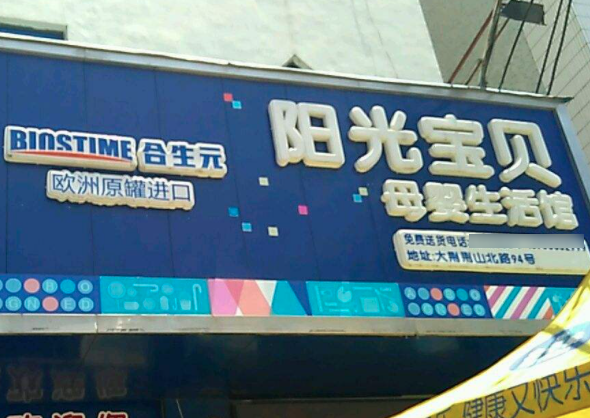 BIOSTIME 合生元
欧洲原罐进口
阳光宝贝
母婴生活馆
免费送货电话
地址:大荆雨山北路94号
健康又快乐